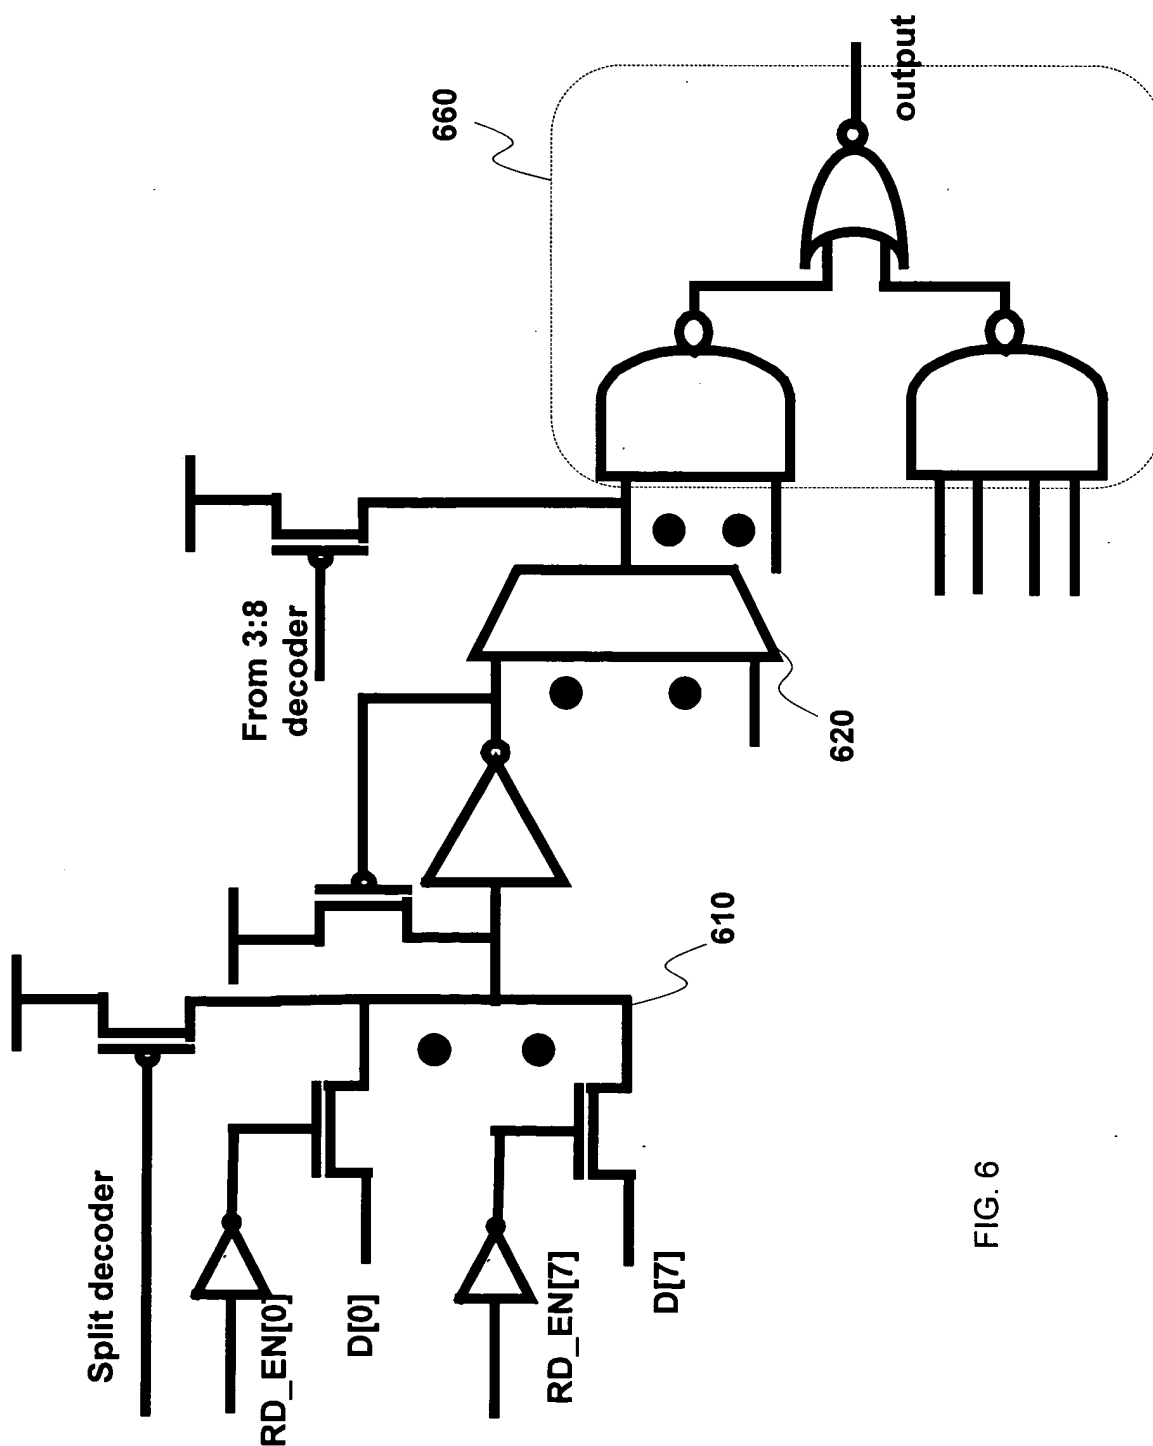 Split decoder
RD_EN[0]
D[0]
RD_EN[7]
D[7]
610
From 3:8
decoder
620
660
output
FIG. 6